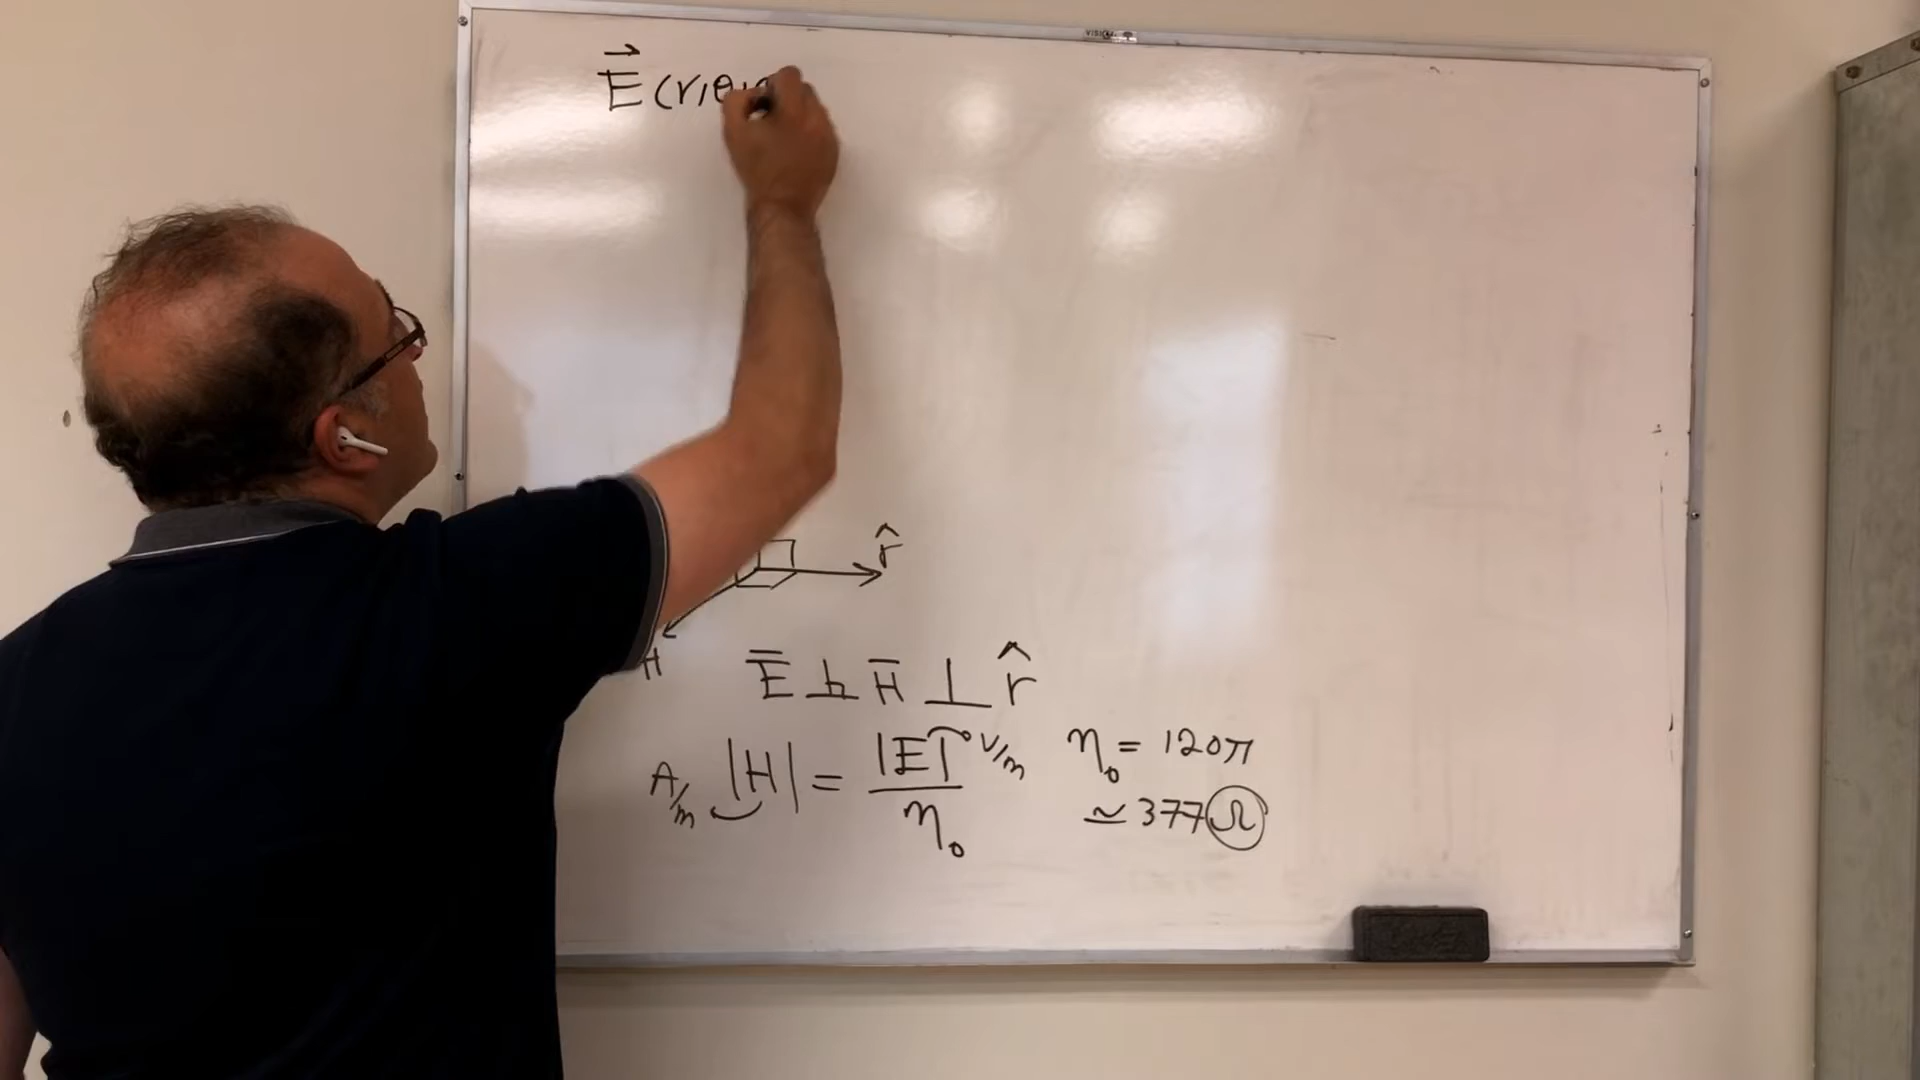 E⃗ (r,θ,
r̂
H
E̅ ⊥ H̅ ⊥ r̂
A/m |H| = |E| V/m / η₀
η₀ = 120π
≃ 377 Ω